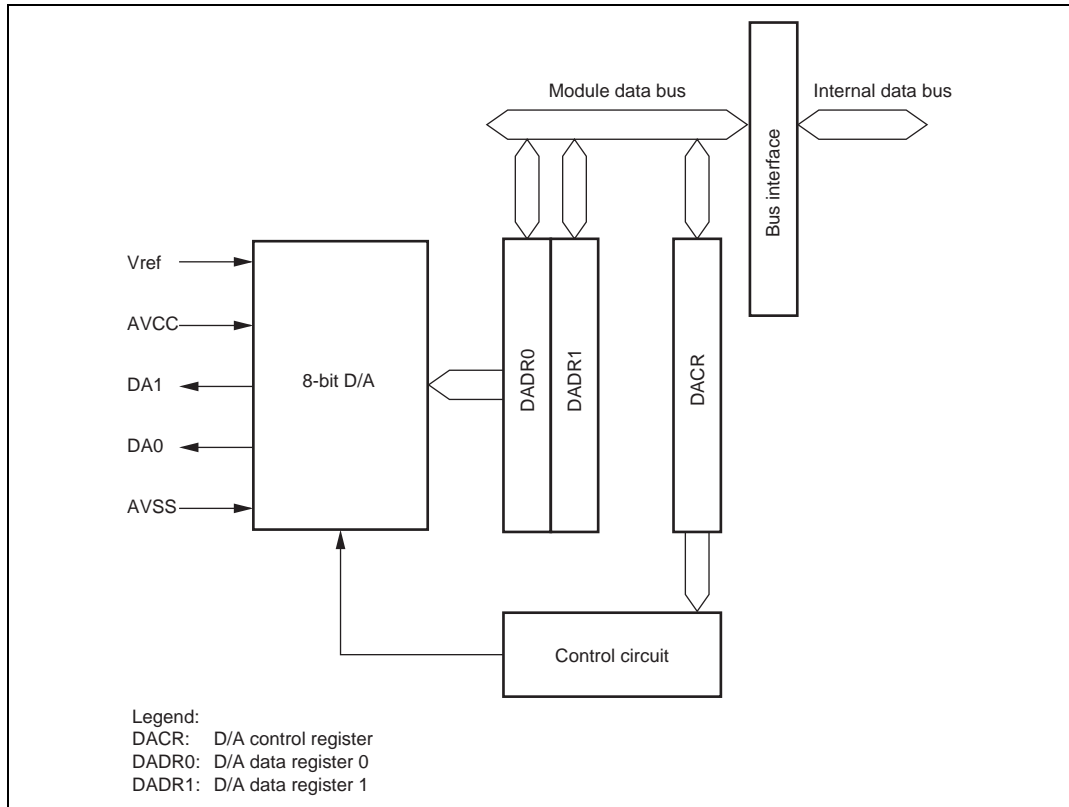 Module data bus
Internal data bus
Bus interface
Vref
AVCC
DA1
DA0
AVSS
8-bit D/A
DADR0
DADR1
DACR
Control circuit
Legend:
DACR: D/A control register
DADR0: D/A data register 0
DADR1: D/A data register 1